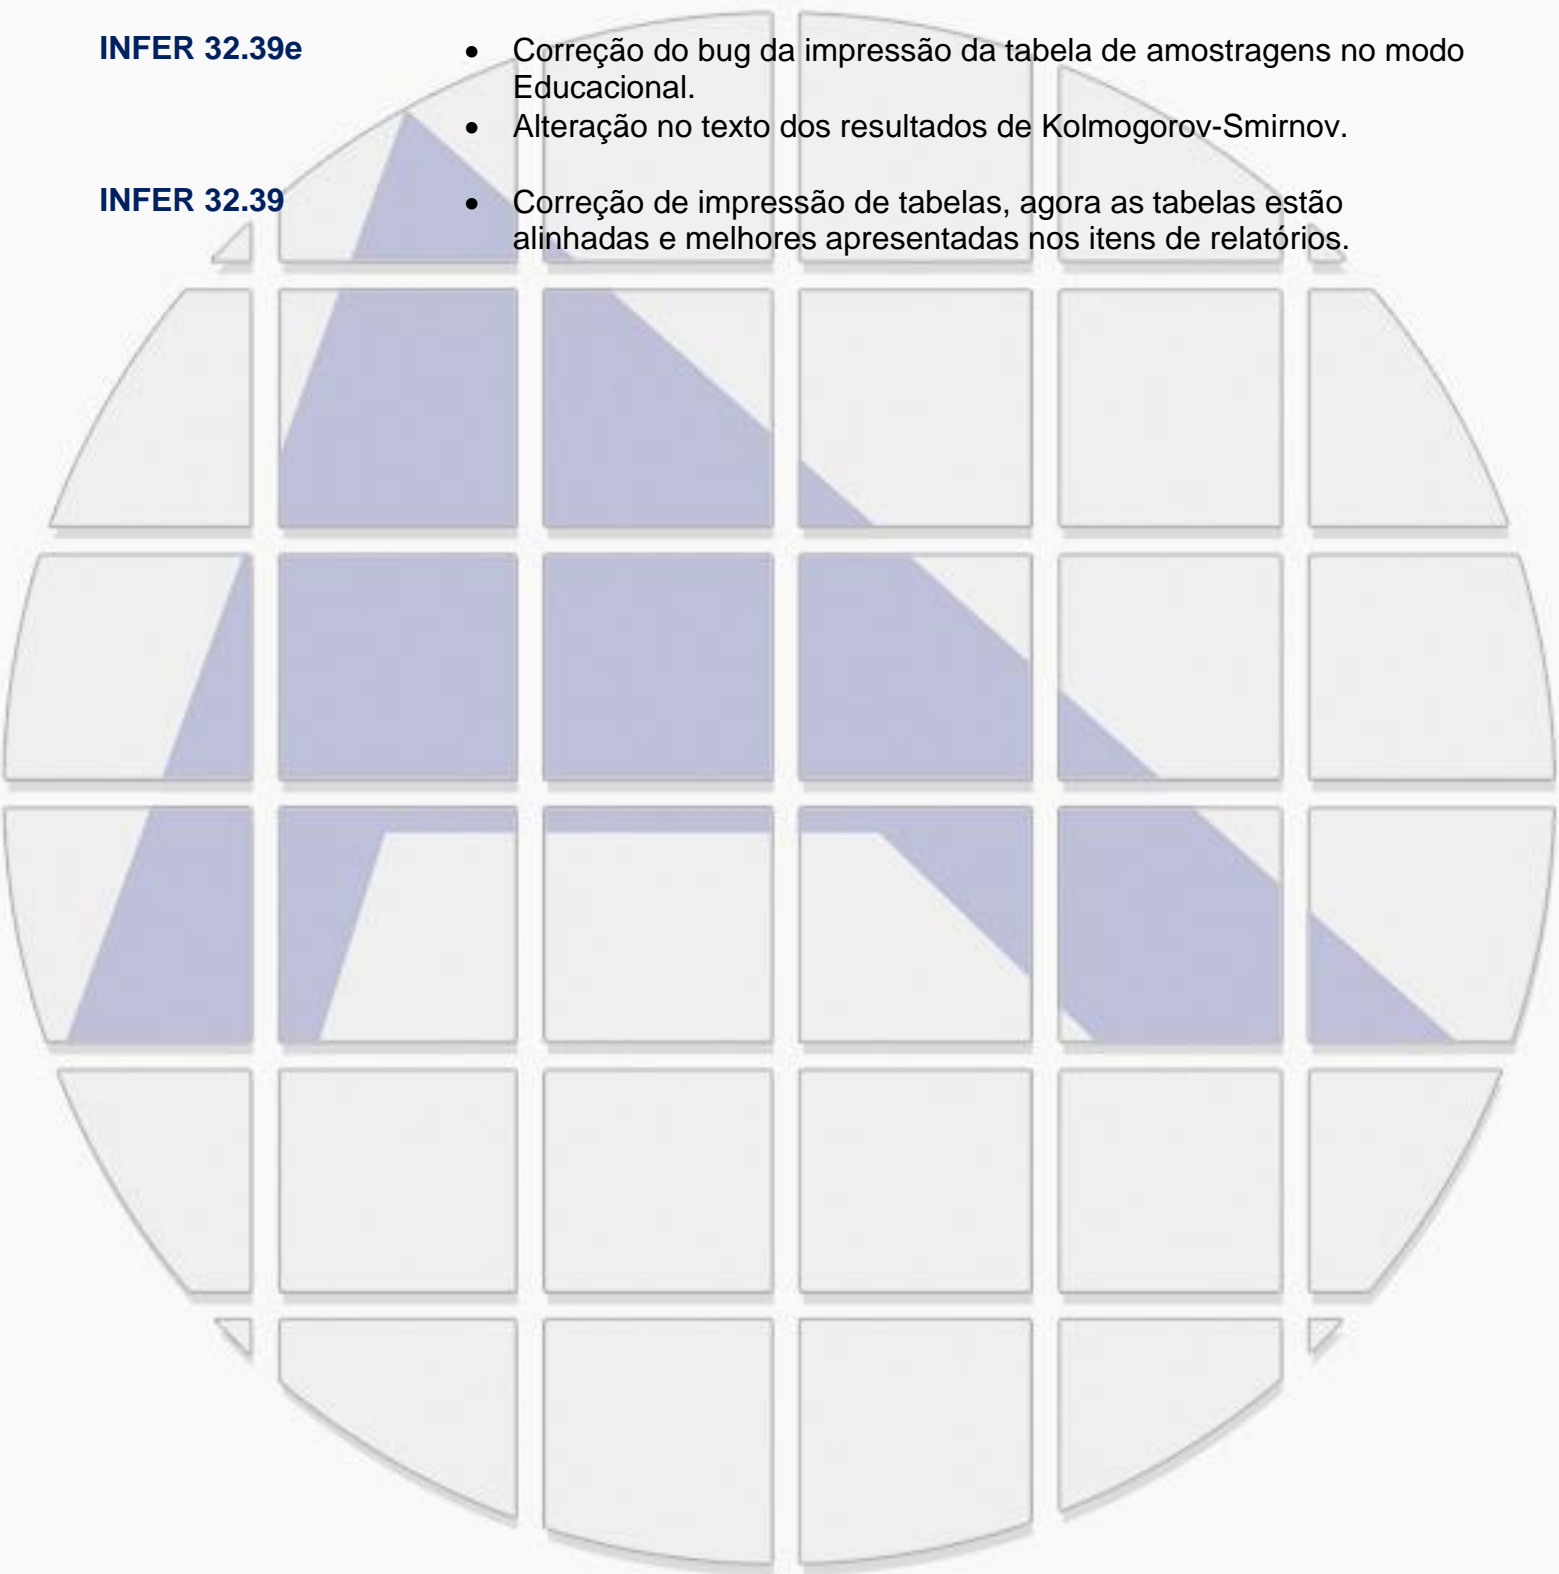 INFER 32.39e
• Correção do bug da impressão da tabela de amostragens no modo
Educacional.
• Alteração no texto dos resultados de Kolmogorov-Smirnov.
INFER 32.39
• Correção de impressão de tabelas, agora as tabelas estão
alinhadas e melhores apresentadas nos itens de relatórios.